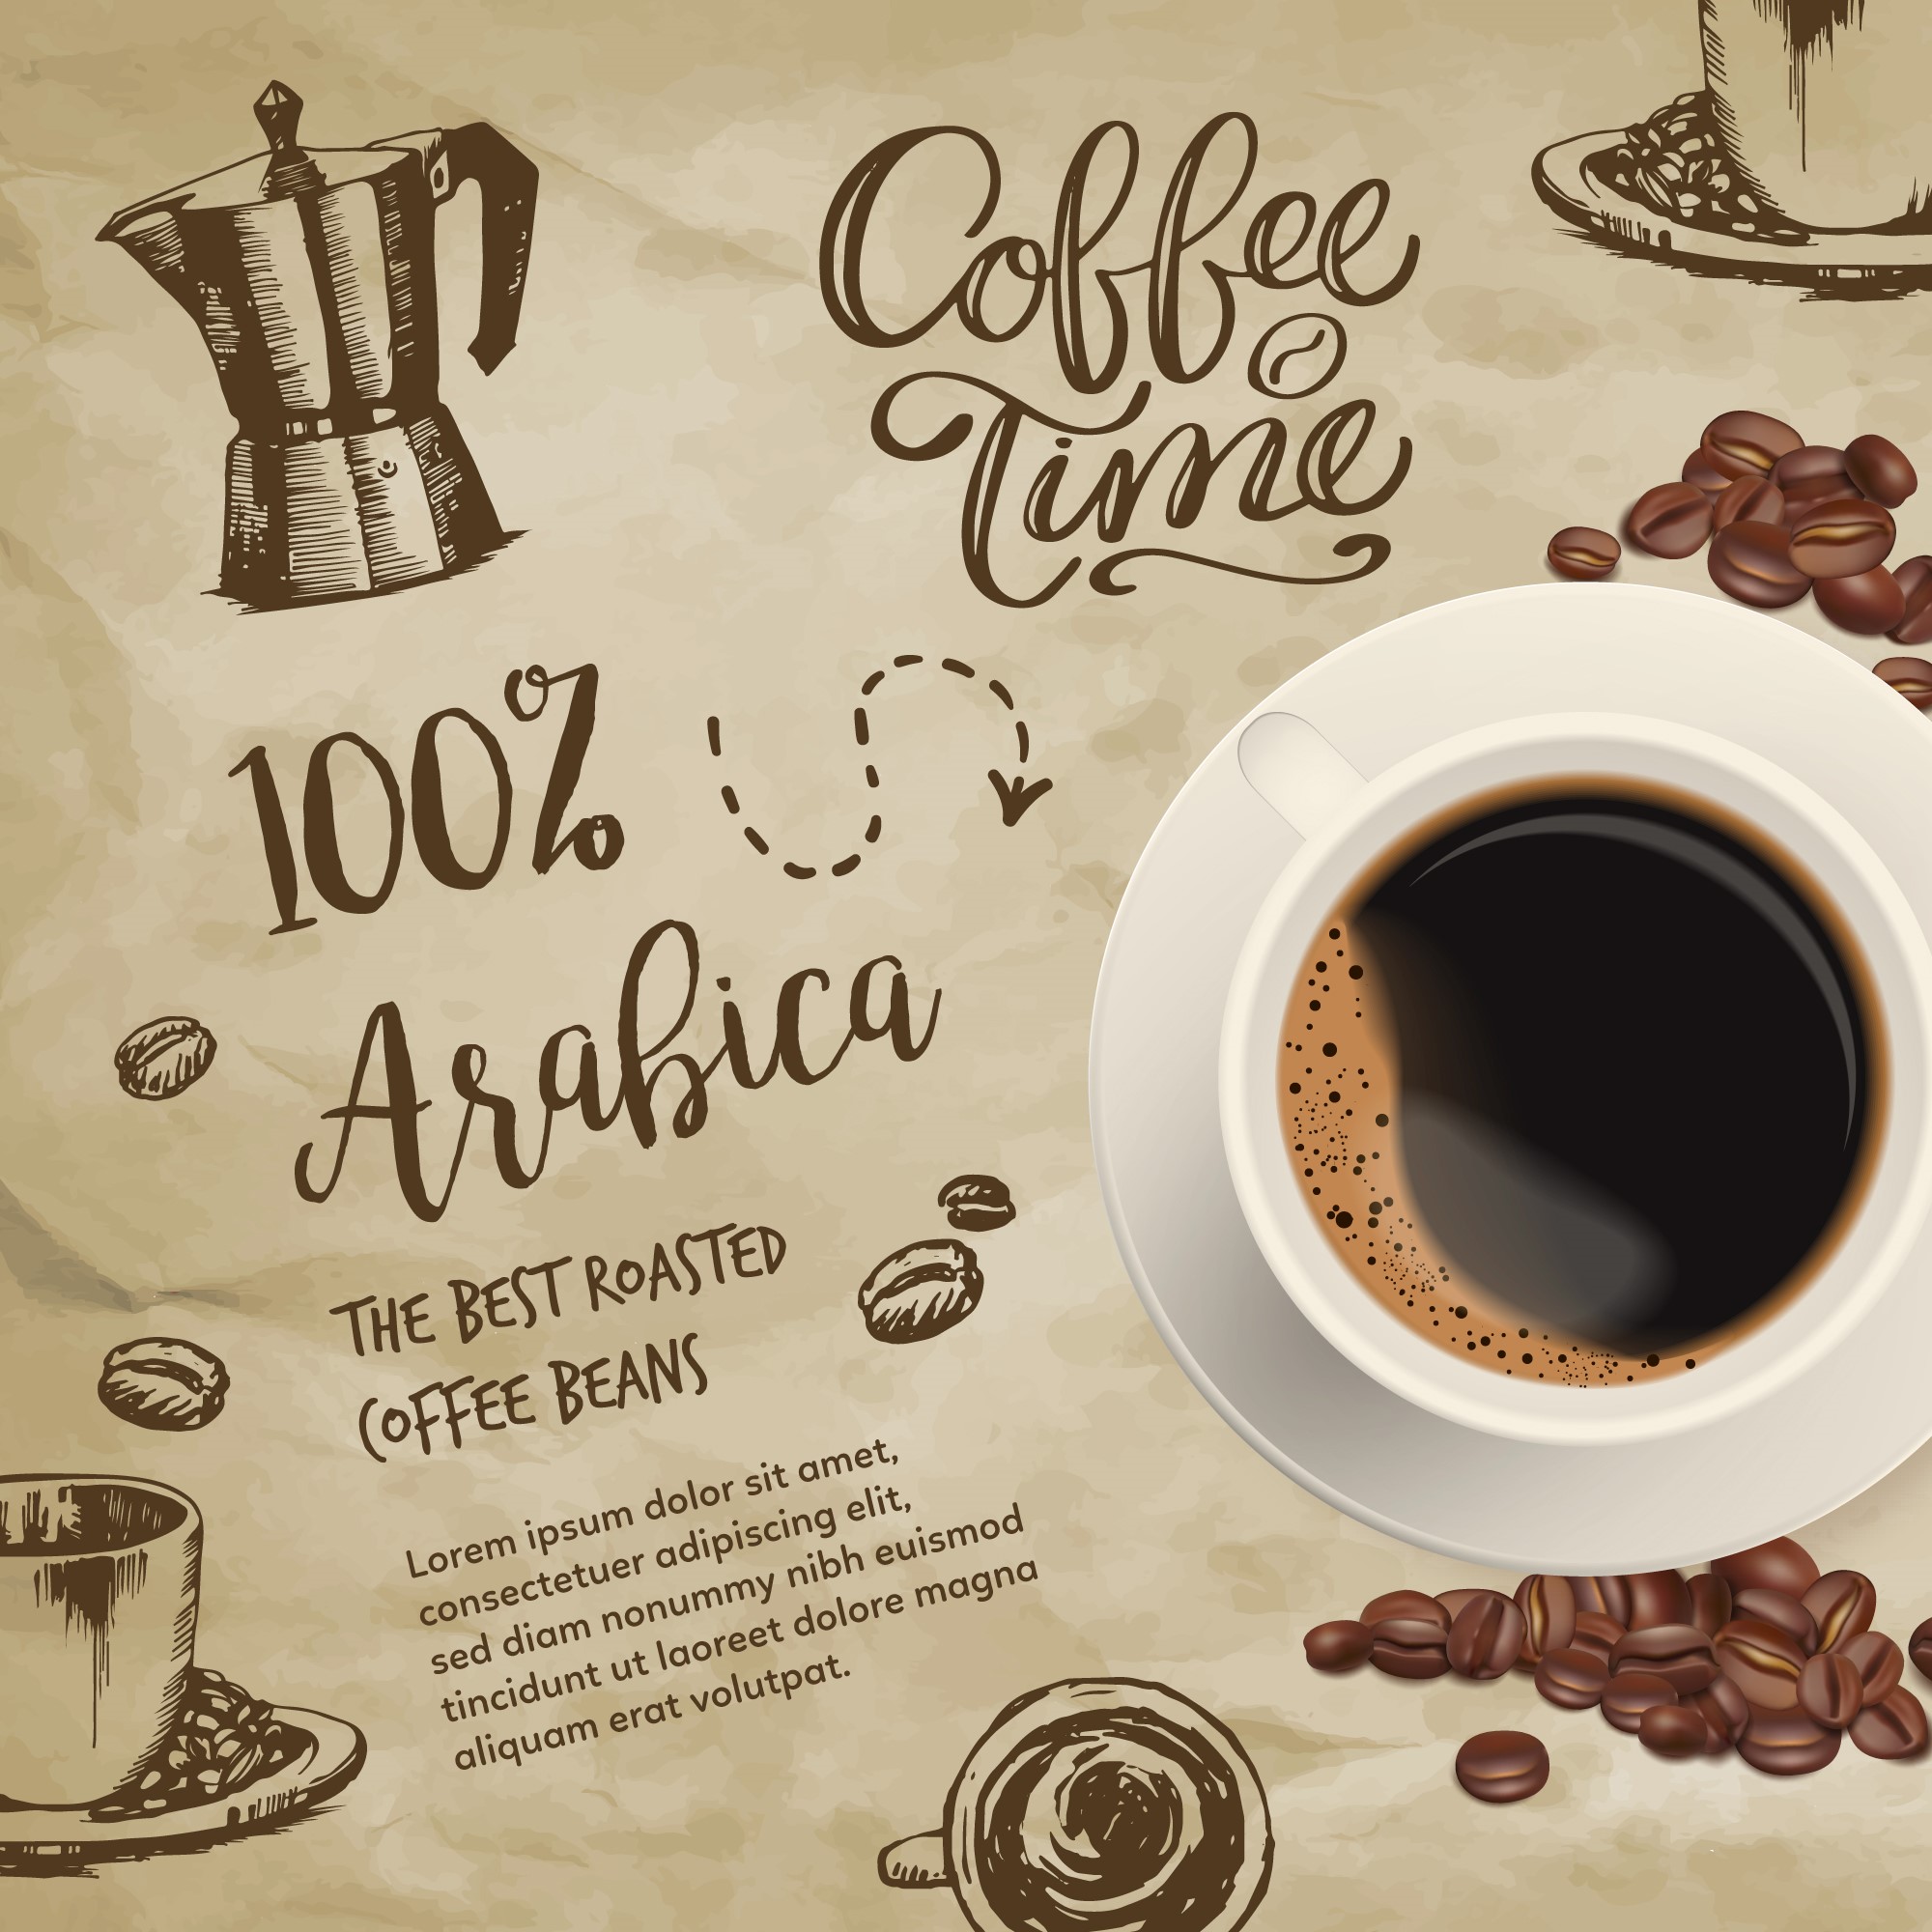 Coffee
Time
100%
Arabica
THE BEST ROASTED
COFFEE BEANS
Lorem ipsum dolor sit amet,
consectetuer adipiscing elit,
sed diam nonummy nibh euismod
tincidunt ut laoreet dolore magna
aliquam erat volutpat.